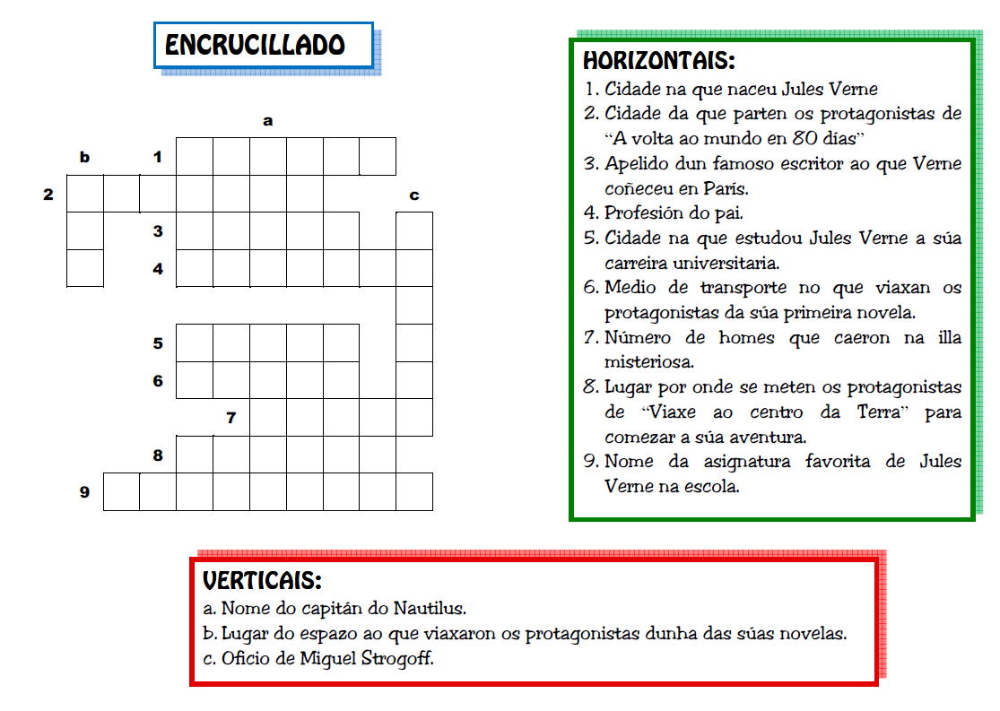 ENCRUCILLADO
a
b
1
2
c
3
4
5
6
7
8
9
HORIZONTAIS:
1. Cidade na que naceu Jules Verne
2. Cidade da que parten os protagonistas de
“A volta ao mundo en 80 días”
3. Apelido dun famoso escritor ao que Verne
coñeceu en París.
4. Profesión do pai.
5. Cidade na que estudou Jules Verne a súa
carreira universitaria.
6. Medio de transporte no que viaxan os
protagonistas da súa primeira novela.
7. Número de homes que caeron na illa
misteriosa.
8. Lugar por onde se meten os protagonistas
de “Viaxe ao centro da Terra” para
comezar a súa aventura.
9. Nome da asignatura favorita de Jules
Verne na escola.
VERTICAIS:
a. Nome do capitán do Nautilus.
b. Lugar do espazo ao que viaxaron os protagonistas dunha das súas novelas.
c. Oficio de Miguel Strogoff.